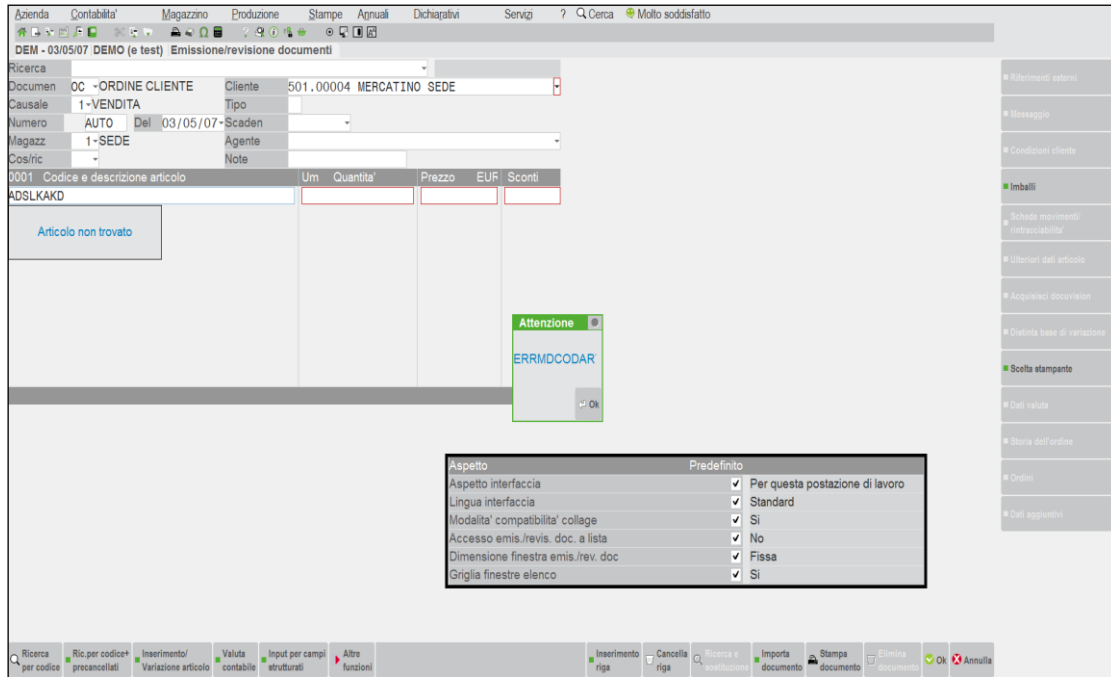 Azienda Contabilita' Magazzino Produzione Stampe Annuali Dichiarativi Servizi ? Cerca Molto soddisfatto
DEM - 03/05/07 DEMO (e test) Emissione/revisione documenti
Ricerca
Documen OC ORDINE CLIENTE Cliente 501.00004 MERCATINO SEDE
Causale 1 VENDITA Tipo
Numero AUTO Del 03/05/07 Scaden
Magazz 1 SEDE Agente
Cos/ric Note
0001 Codice e descrizione articolo Um Quantita' Prezzo EUR Sconti
ADSLKAKD
Articolo non trovato
Attenzione
ERRMDCODAR
Ok
Aspetto Predefinito
Aspetto interfaccia Per questa postazione di lavoro
Lingua interfaccia Standard
Modalita' compatibilita' collage Si
Accesso emis./revis. doc. a lista No
Dimensione finestra emis./rev. doc Fissa
Griglia finestre elenco Si
Riferimenti esterni
Messaggio
Condizioni cliente
Imballi
Schede movimenti/
rintracciabilita'
Ulteriori dati articolo
Acquisisci docuvision
Distinta base di variazione
Scelta stampante
Dati valuta
Storia dell'ordine
Ordini
Dati aggiuntivi
Ricerca per codice
Ric.per codice+ precancellati
Inserimento/ Variazione articolo
Valuta contabile
Input per campi strutturati
Altre funzioni
Inserimento riga
Cancella riga
Ricerca e sostituzione
Importa documento
Stampa documento
Elimina documento
Ok
Annulla